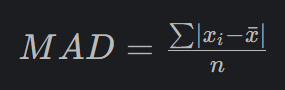 MAD = ∑|xᵢ−x̄| / n